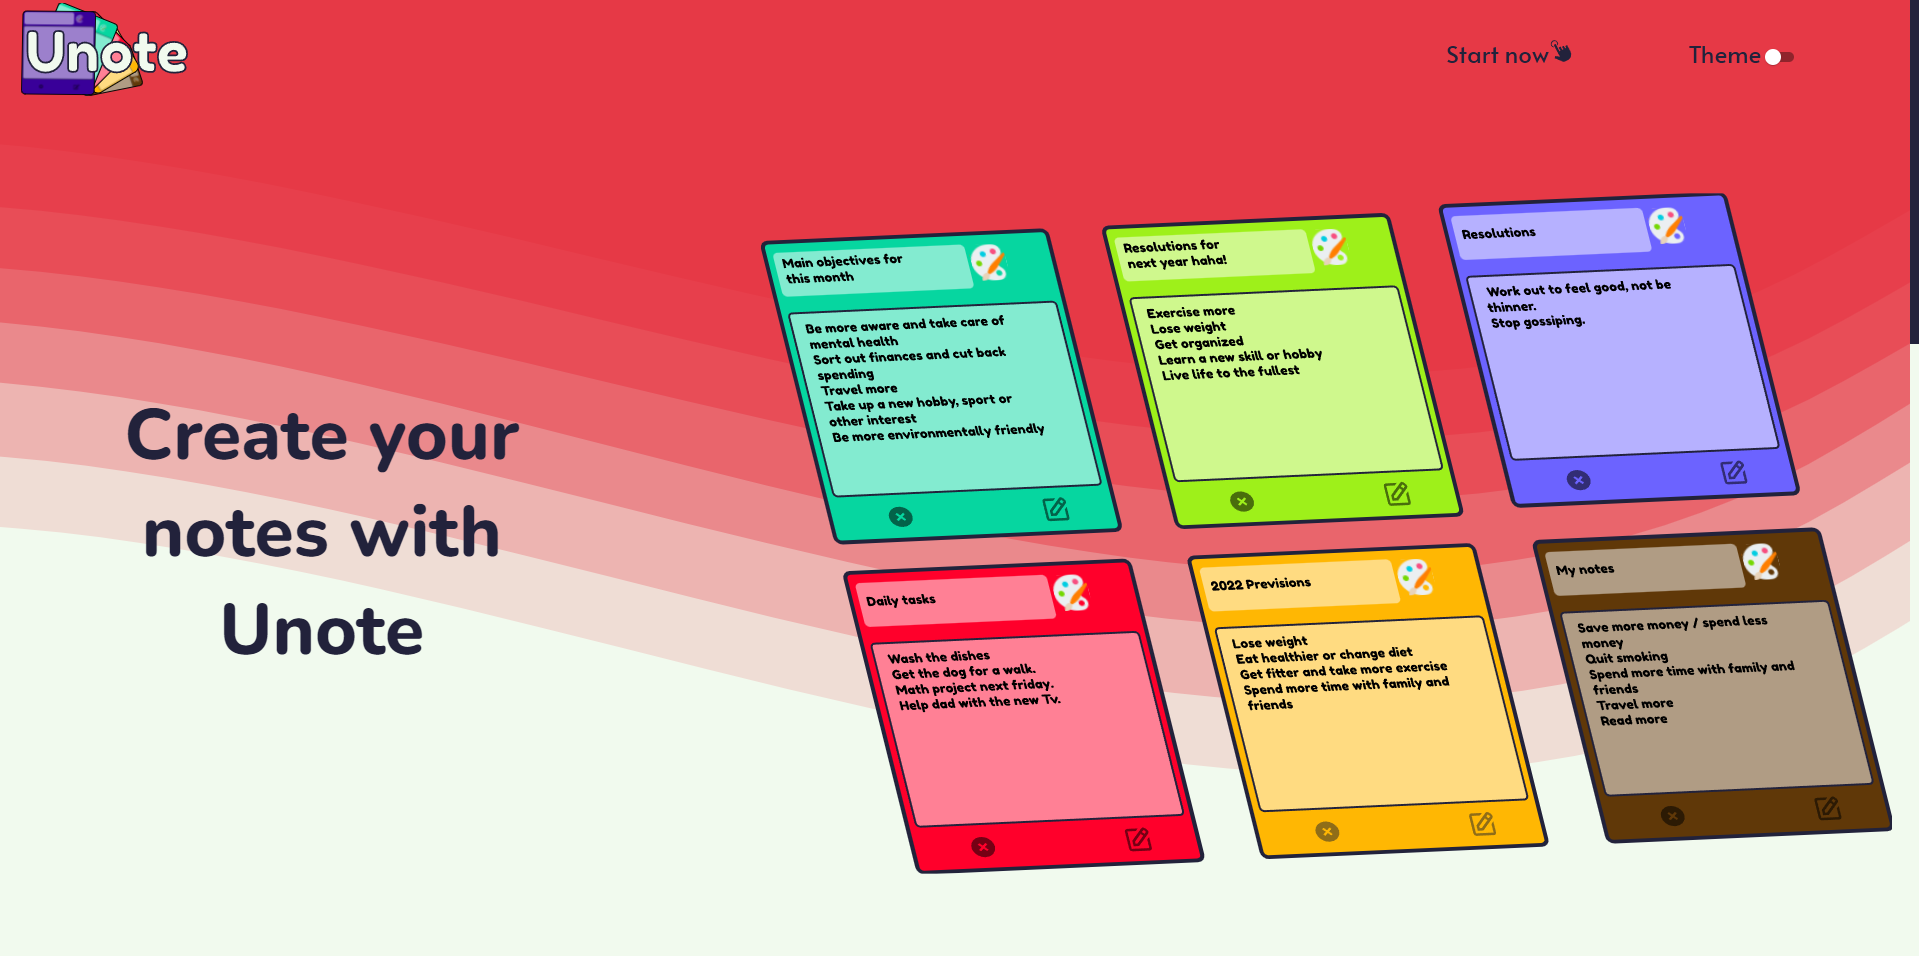 Unote
Start now
Theme
Create your
notes with
Unote
Main objectives for
this month
Be more aware and take care of
mental health
Sort out finances and cut back
spending
Travel more
Take up a new hobby, sport or
other interest
Be more environmentally friendly
Resolutions for
next year haha!
Exercise more
Lose weight
Get organized
Learn a new skill or hobby
Live life to the fullest
Resolutions
Work out to feel good, not be
thinner.
Stop gossiping.
Daily tasks
Wash the dishes
Get the dog for a walk.
Math project next friday.
Help dad with the new Tv.
2022 Previsions
Lose weight
Eat healthier or change diet
Get fitter and take more exercise
Spend more time with family and
friends
My notes
Save more money / spend less
money
Quit smoking
Spend more time with family and
friends
Travel more
Read more